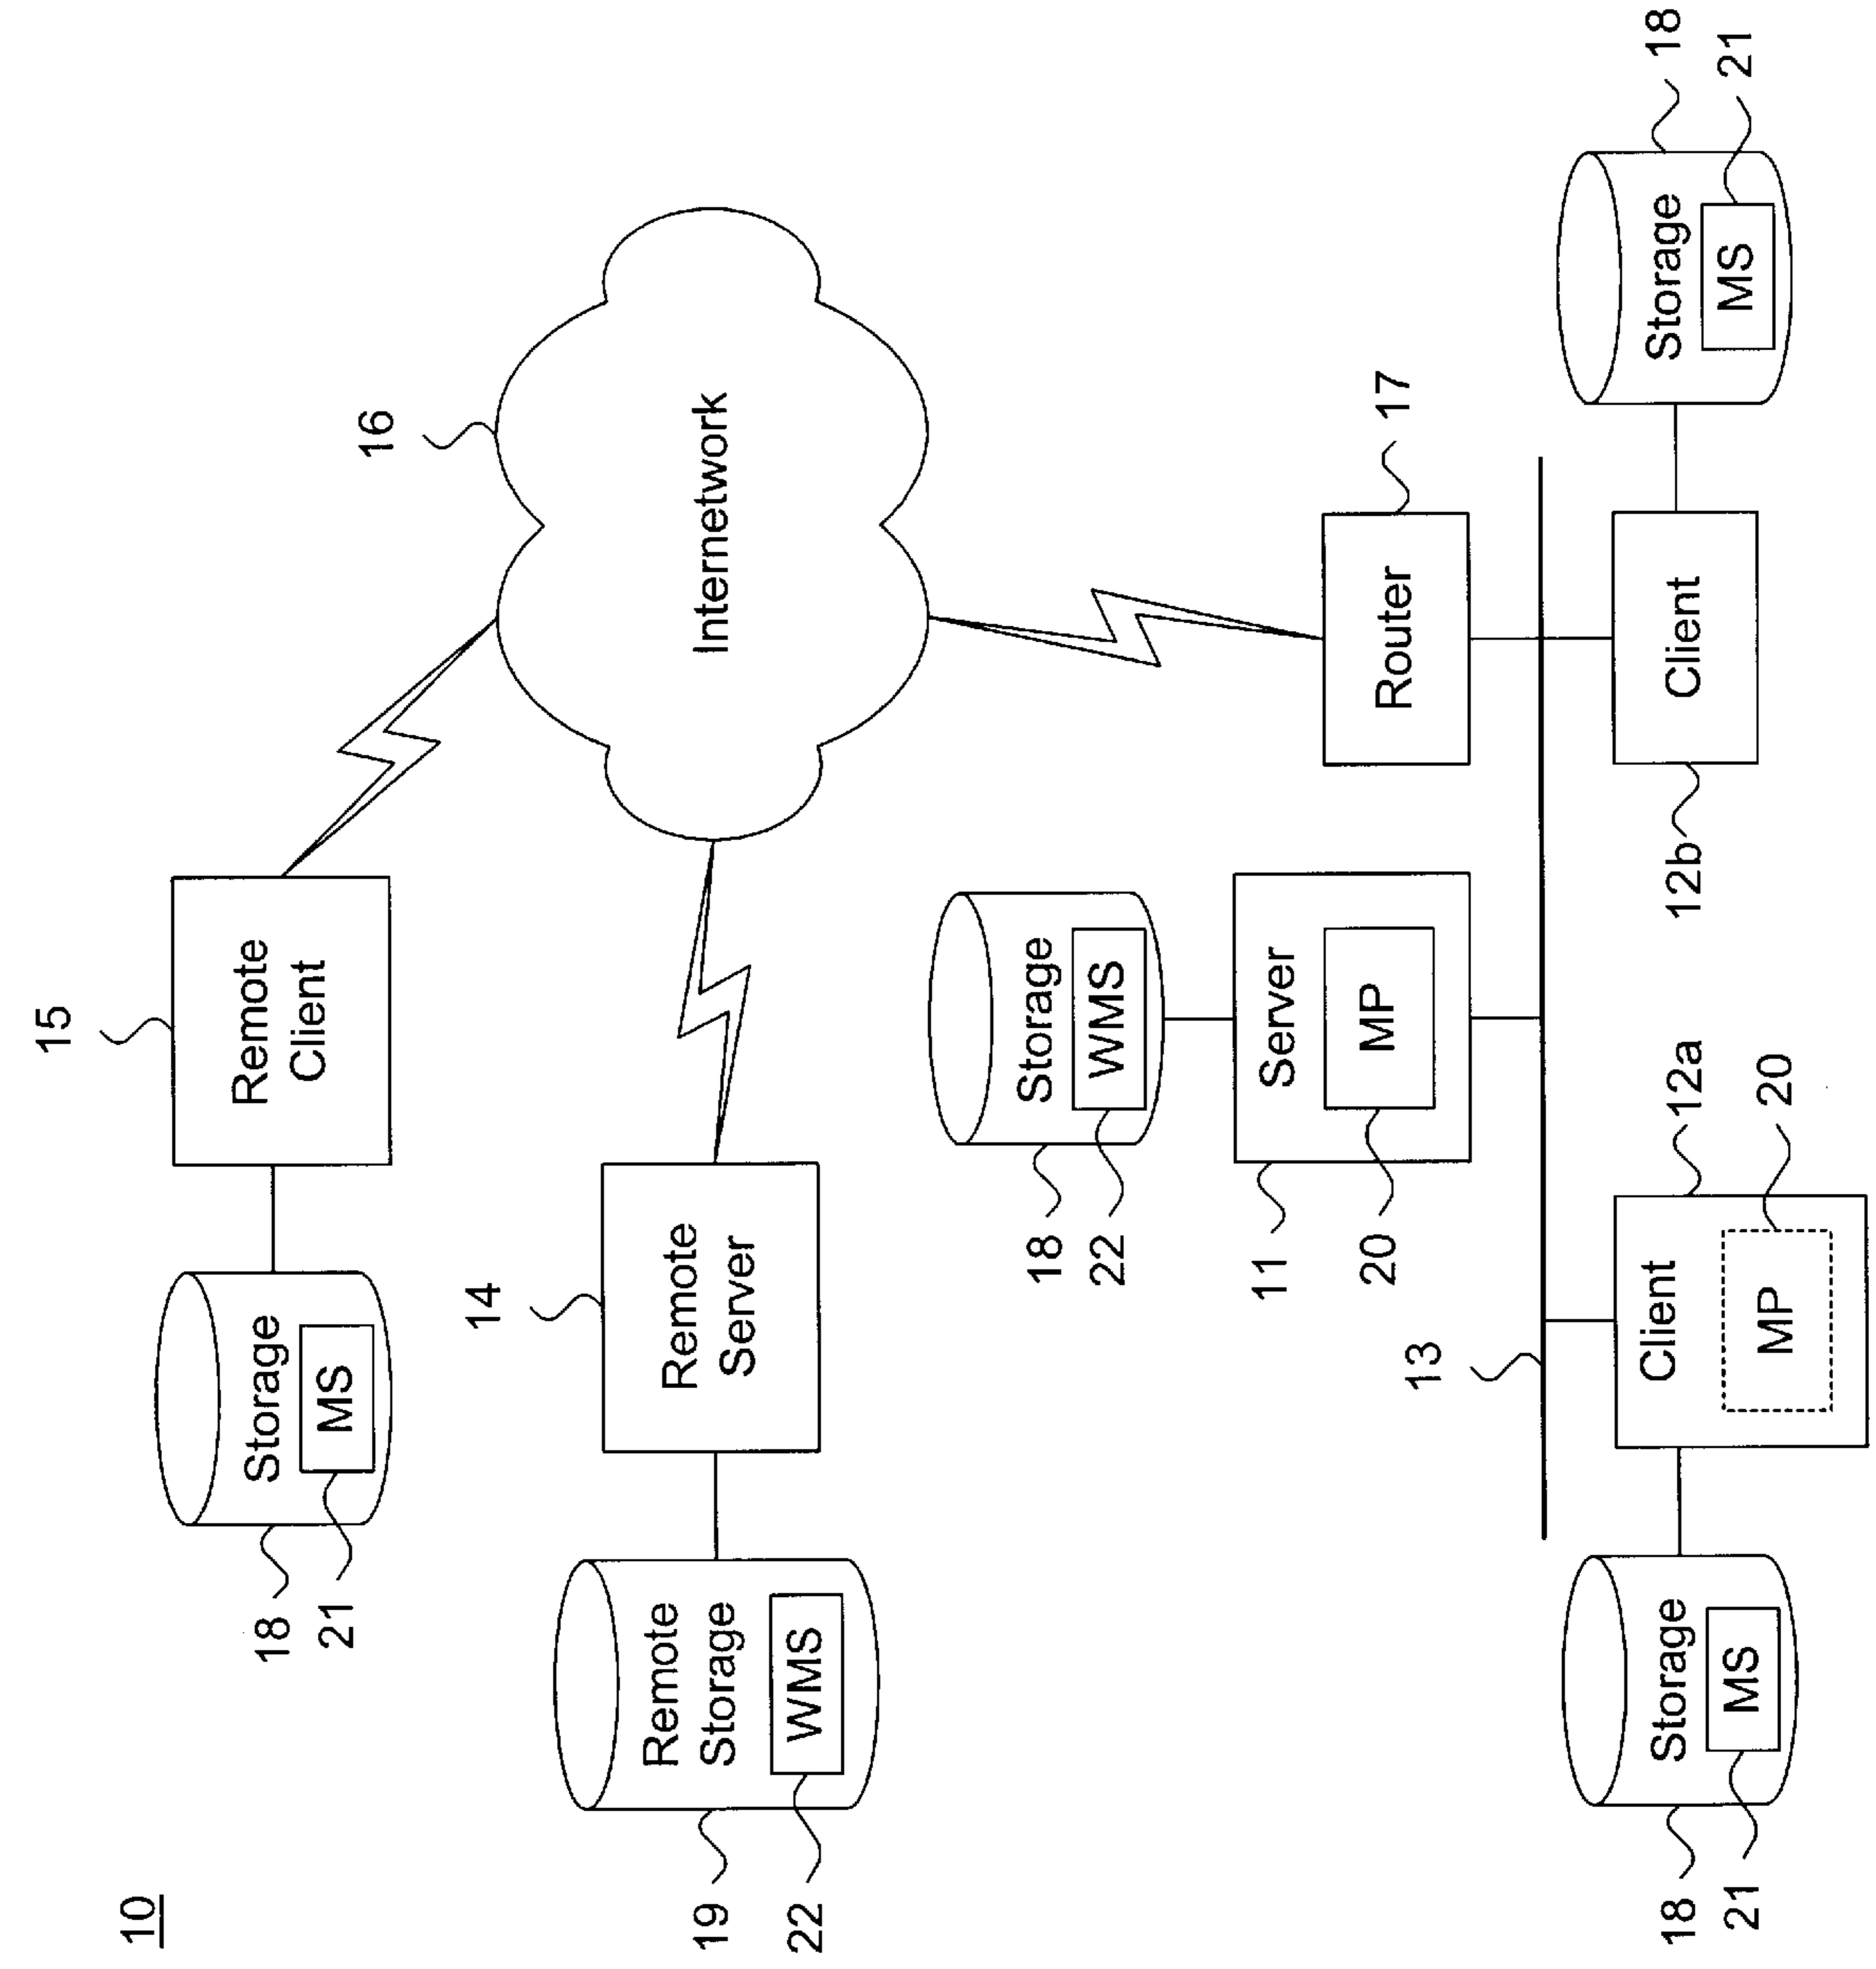 10
15
Remote
Client
Storage
MS
18
21
16
Internetwork
14
Remote
Server
Remote
Storage
WMS
19
22
Storage
WMS
18
22
Server
MP
11
20
Router
17
13
Client
MP
12a
20
Storage
MS
18
21
Client
12b
Storage
MS
18
21